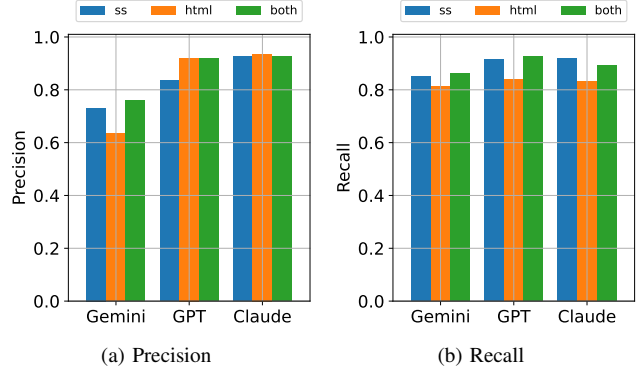 ss html both
1.0
0.8
0.6
0.4
0.2
0.0
Precision
Gemini GPT Claude
(a) Precision
ss html both
1.0
0.8
0.6
0.4
0.2
0.0
Recall
Gemini GPT Claude
(b) Recall